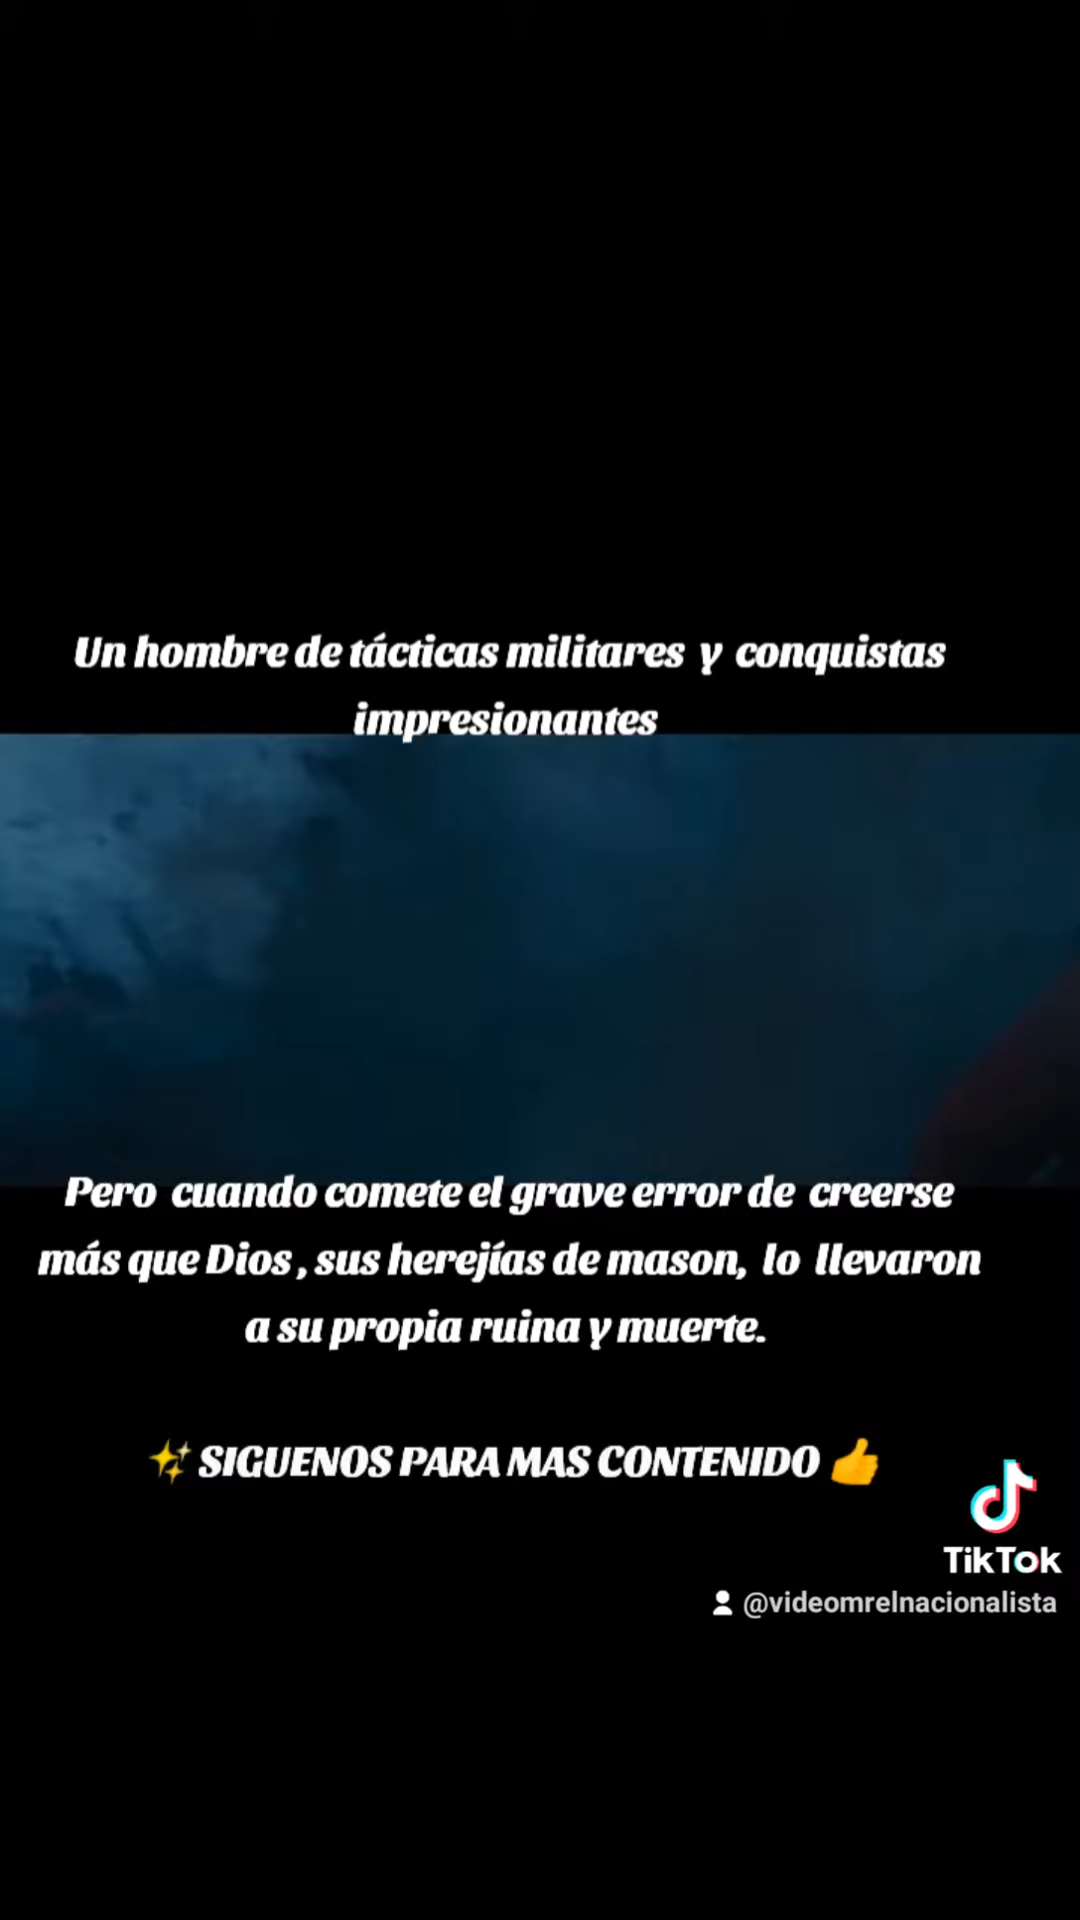 Un hombre de tácticas militares y conquistas
impresionantes
Pero cuando comete el grave error de creerse
más que Dios, sus herejías de mason, lo llevaron
a su propia ruina y muerte.
✨ SIGUENOS PARA MAS CONTENIDO 👍
TikTok
@videomrelnacionalista